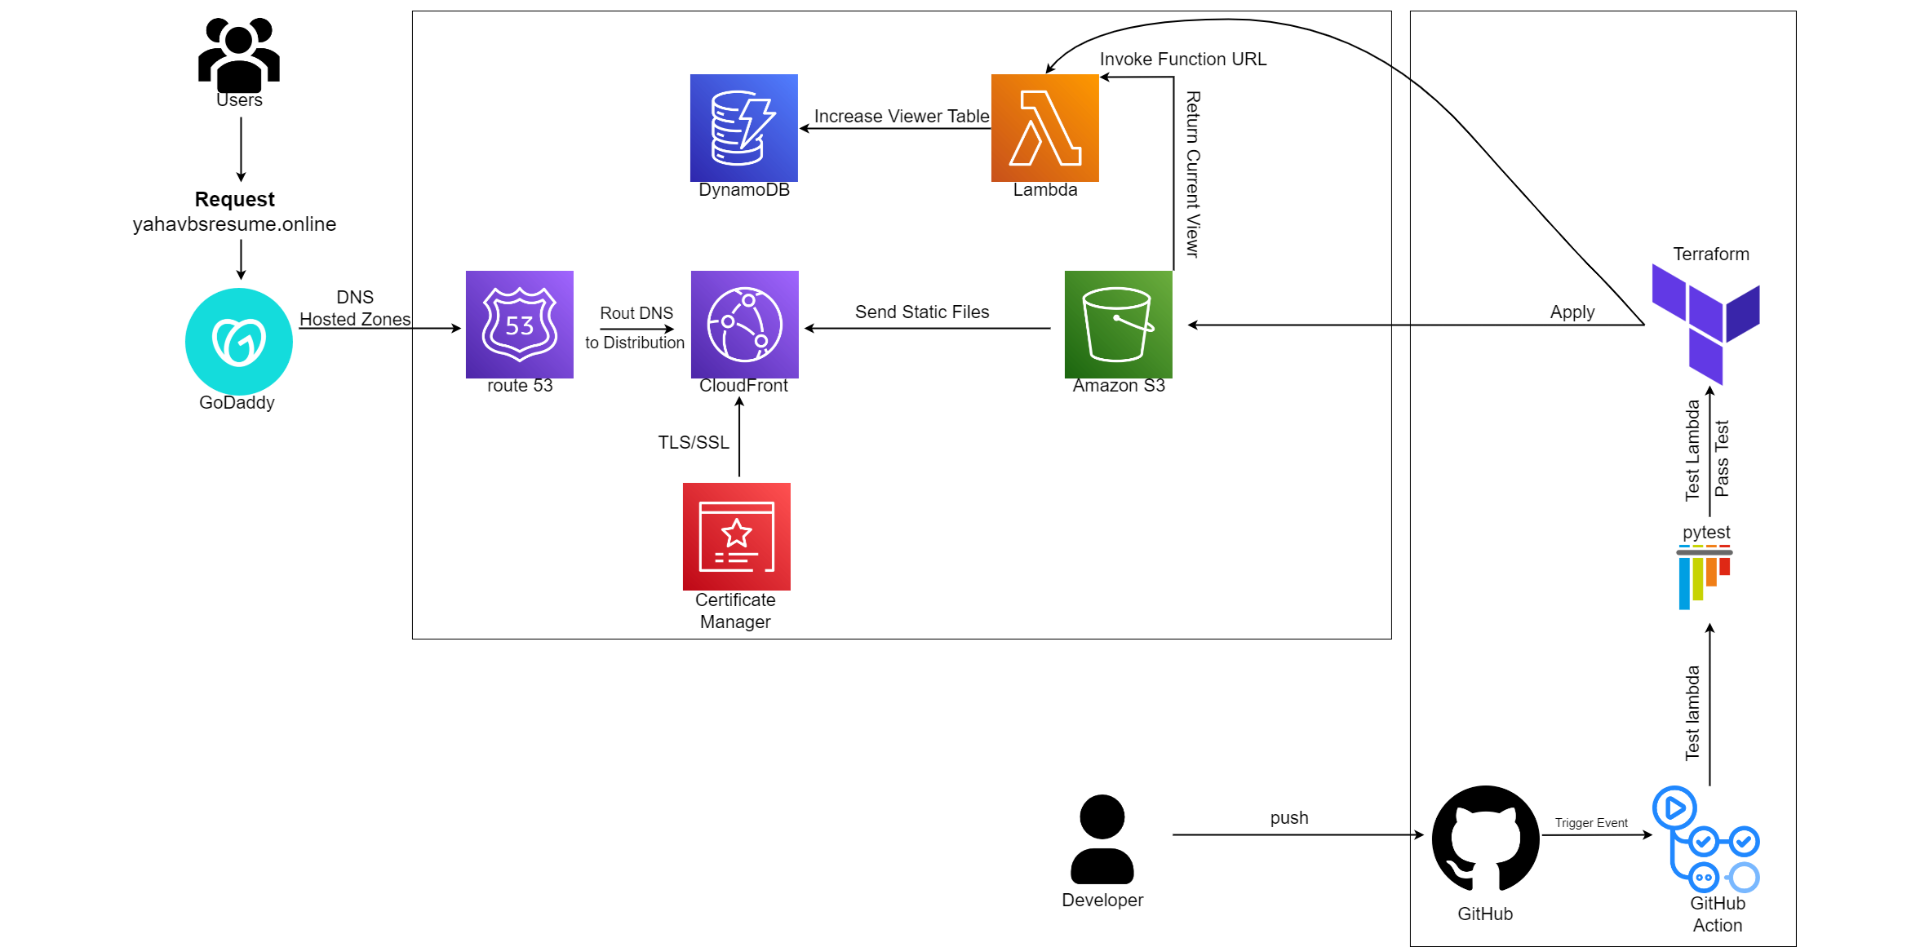 Users
Request
yahavbsresume.online
GoDaddy
DNS
Hosted Zones
53
route 53
Rout DNS
to Distribution
CloudFront
TLS/SSL
Certificate
Manager
DynamoDB
Increase Viewer Table
Lambda
Invoke Function URL
Return Current Viewr
Send Static Files
Amazon S3
Apply
Terraform
Test Lambda
Pass Test
pytest
Test lambda
Developer
push
GitHub
Trigger Event
GitHub
Action